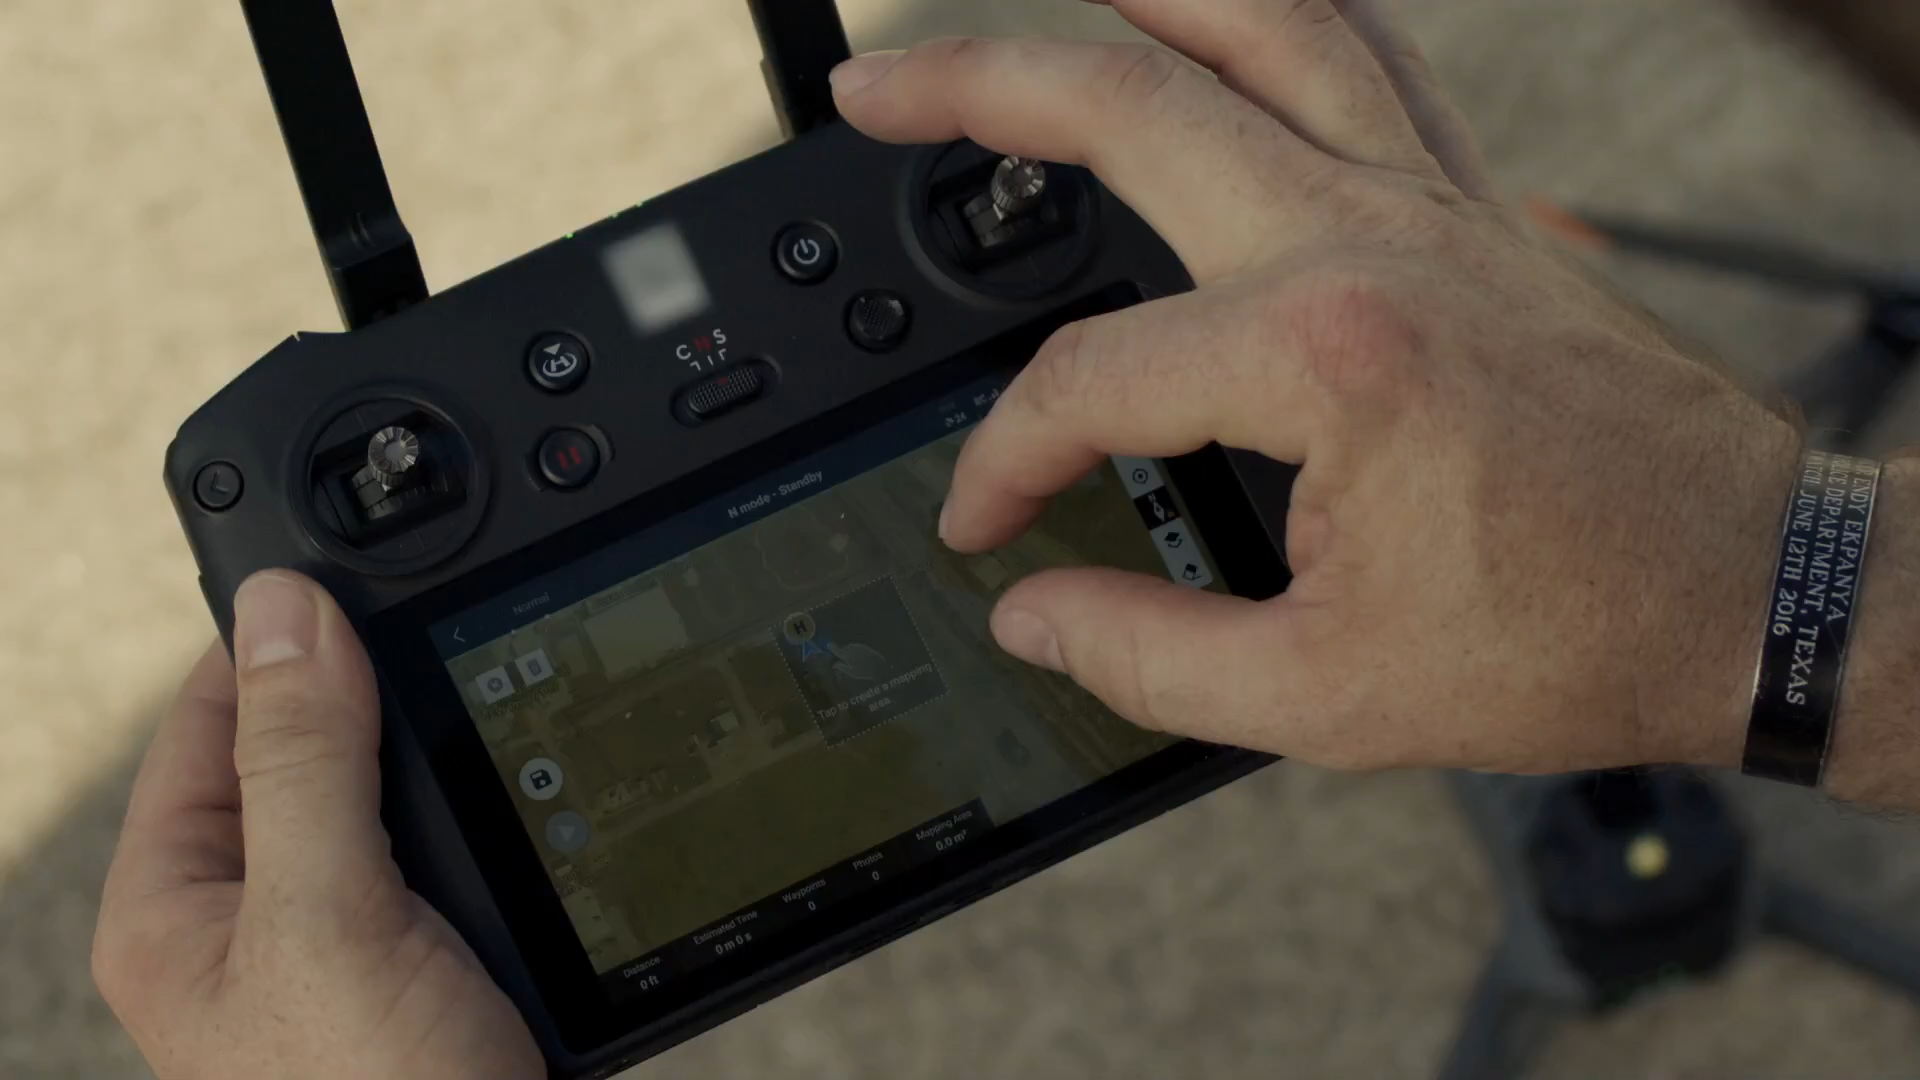 C N S
N mode - Standby
Normal
H
Tap to create a mapping
area.
Distance
0 ft
Estimated Time
0 m 0 s
Waypoints
0
Photos
0
Mapping Area
0.0 m²
N
ENDY EKPANYA
DEPARTMENT, TEXAS
JUNE 12TH 2016